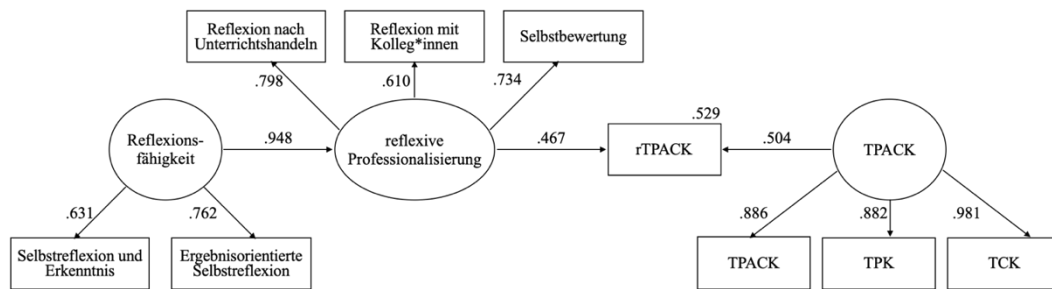 Reflexion nach
Unterrichtshandeln
Reflexion mit
Kolleg*innen
Selbstbewertung
.798
.610
.734
Reflexions-
fähigkeit
.948
reflexive
Professionalisierung
.467
.529
rTPACK
.504
TPACK
.631
.762
.886
.882
.981
Selbstreflexion und
Erkenntnis
Ergebnisorientierte
Selbstreflexion
TPACK
TPK
TCK